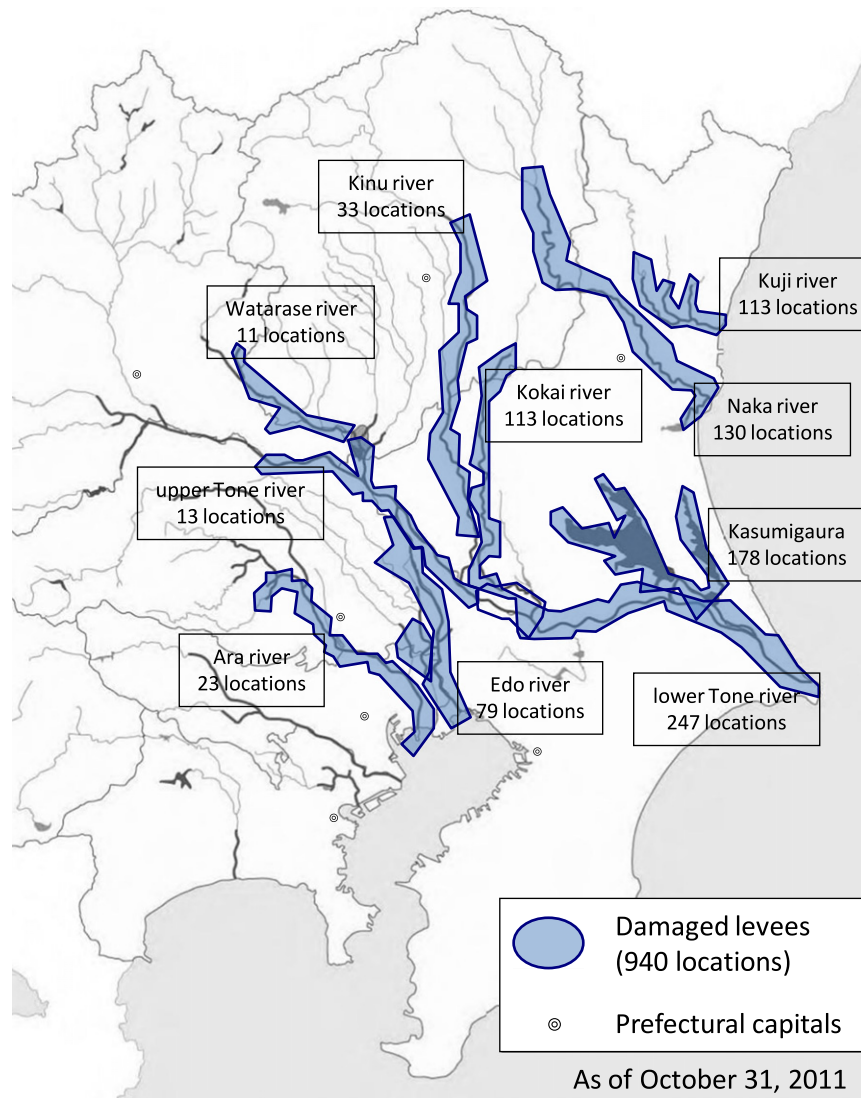 Kinu river
33 locations
Kuji river
113 locations
Watarase river
11 locations
Kokai river
113 locations
Naka river
130 locations
upper Tone river
13 locations
Kasumigaura
178 locations
Ara river
23 locations
Edo river
79 locations
lower Tone river
247 locations
Damaged levees
(940 locations)
Prefectural capitals
As of October 31, 2011